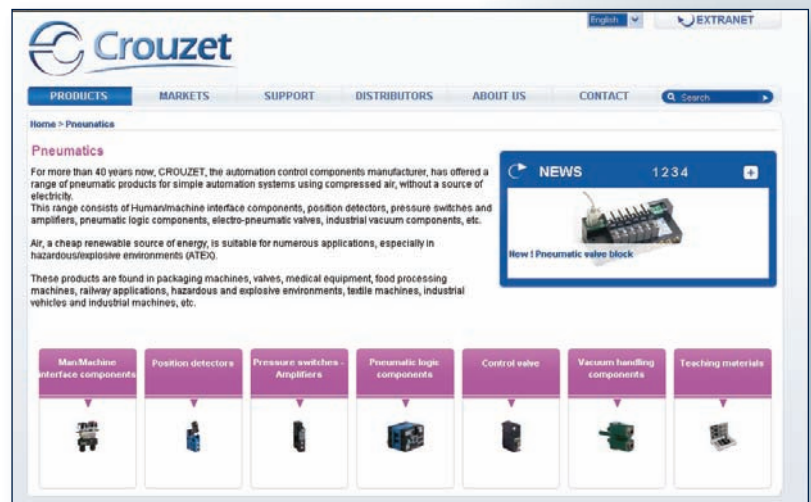 English
EXTRANET
Crouzet
PRODUCTS MARKETS SUPPORT DISTRIBUTORS ABOUT US CONTACT Search
Home > Pneumatics
Pneumatics
For more than 40 years now, CROUZET, the automation control components manufacturer, has offered a
range of pneumatic products for simple automation systems using compressed air, without a source of
electricity.
This range consists of Human/machine interface components, position detectors, pressure switches and
amplifiers, pneumatic logic components, electro-pneumatic valves, industrial vacuum components, etc.
Air, a cheap renewable source of energy, is suitable for numerous applications, especially in
hazardous/explosive environments (ATEX).
These products are found in packaging machines, valves, medical equipment, food processing
machines, railway applications, hazardous and explosive environments, textile machines, industrial
vehicles and industrial machines, etc.
NEWS 1 2 3 4 +
New ! Pneumatic valve block
Man/Machine
interface components
Position detectors
Pressure switches -
Amplifiers
Pneumatic logic
components
Control valve
Vacuum handling
components
Teaching materials